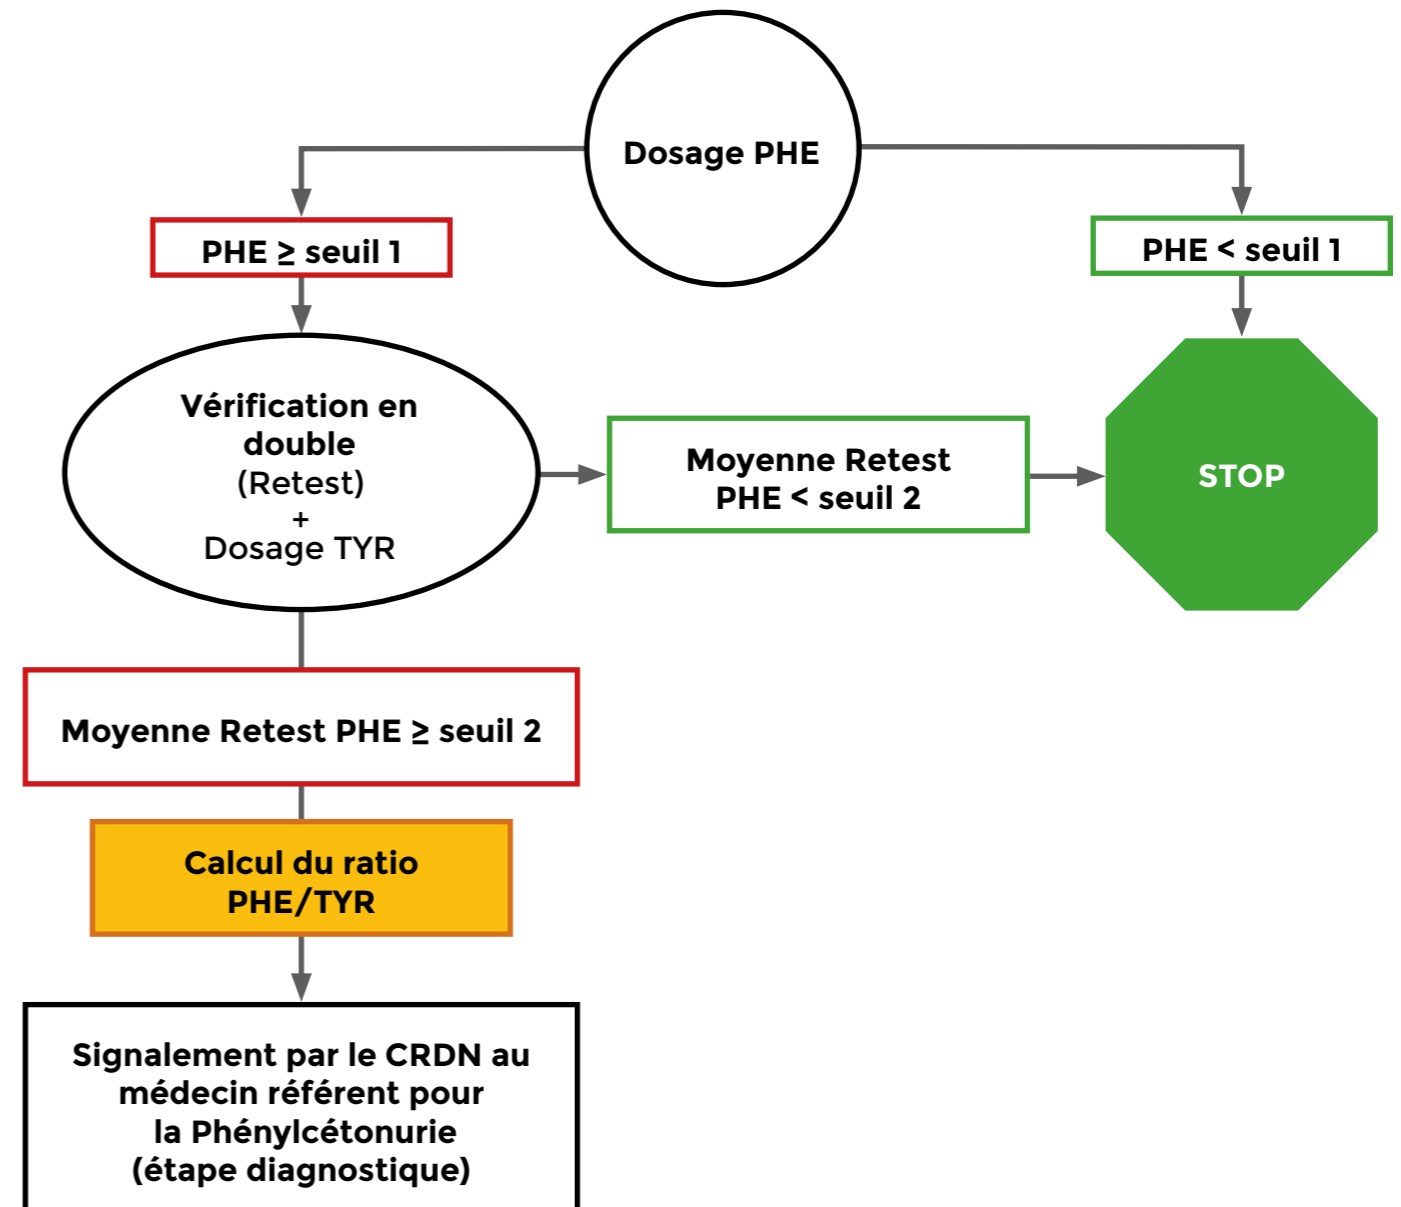 Dosage PHE
PHE ≥ seuil 1
PHE < seuil 1
Vérification en
double
(Retest)
+
Dosage TYR
Moyenne Retest
PHE < seuil 2
STOP
Moyenne Retest PHE ≥ seuil 2
Calcul du ratio
PHE/TYR
Signalement par le CRDN au
médecin référent pour
la Phénylcétonurie
(étape diagnostique)